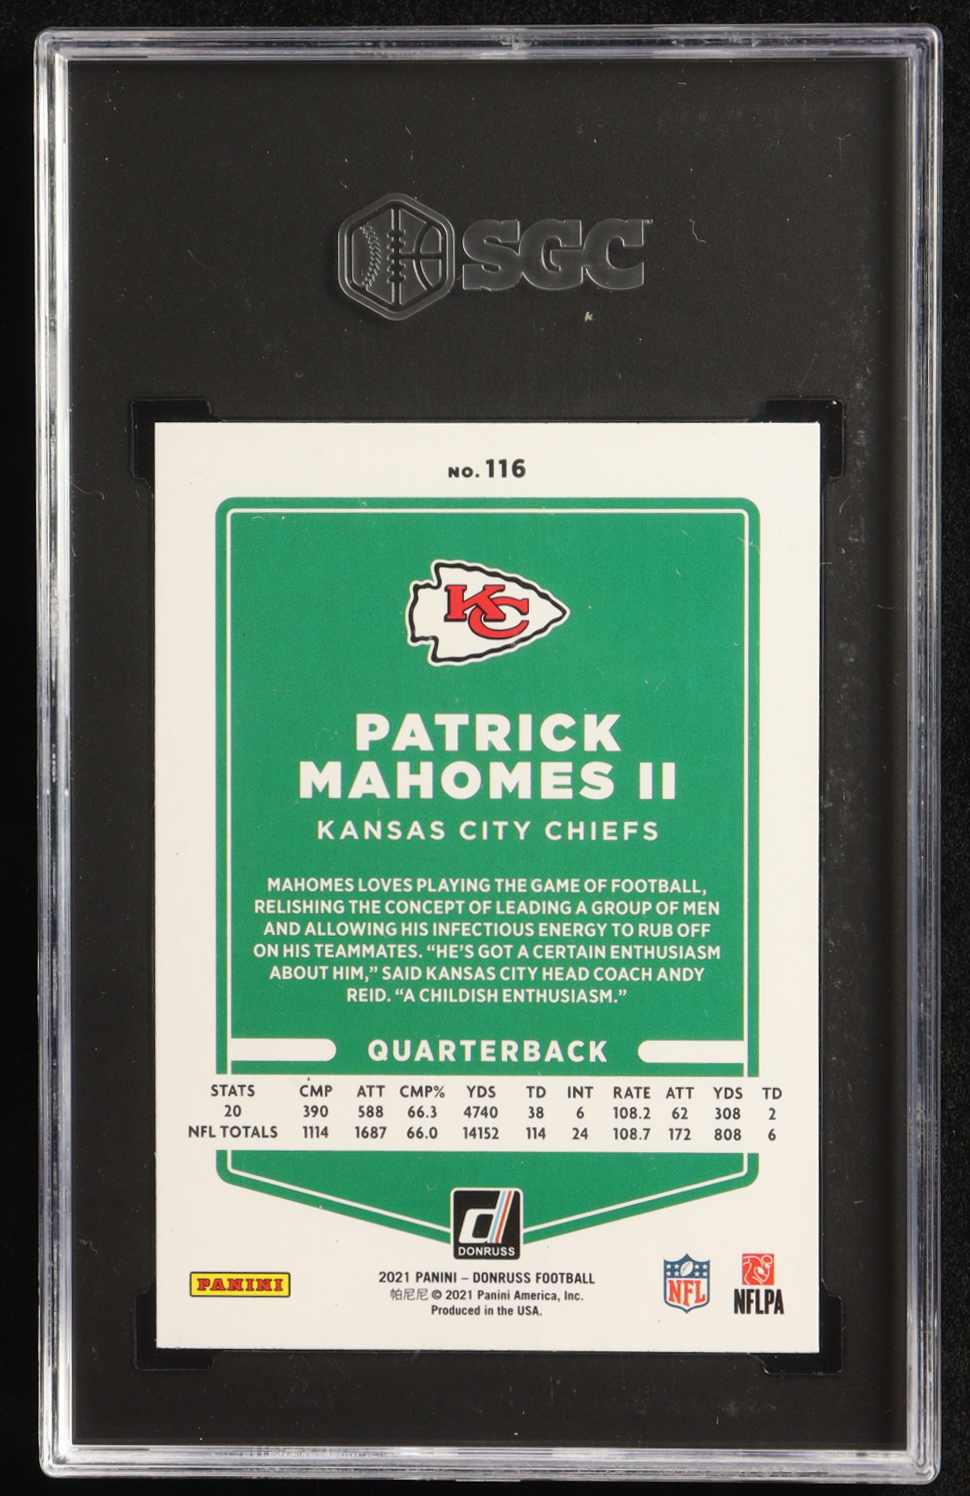 SGC
NO. 116
KC
PATRICK
MAHOMES II
KANSAS CITY CHIEFS
MAHOMES LOVES PLAYING THE GAME OF FOOTBALL,
RELISHING THE CONCEPT OF LEADING A GROUP OF MEN
AND ALLOWING HIS INFECTIOUS ENERGY TO RUB OFF
ON HIS TEAMMATES. “HE’S GOT A CERTAIN ENTHUSIASM
ABOUT HIM,” SAID KANSAS CITY HEAD COACH ANDY
REID. “A CHILDISH ENTHUSIASM.”
QUARTERBACK
STATS CMP ATT CMP% YDS TD INT RATE ATT YDS TD
20 390 588 66.3 4740 38 6 108.2 62 308 2
NFL TOTALS 1114 1687 66.0 14152 114 24 108.7 172 808 6
d
DONRUSS
PANINI
2021 PANINI – DONRUSS FOOTBALL
帕尼尼 © 2021 Panini America, Inc.
Produced in the USA.
NFL
NFLPA